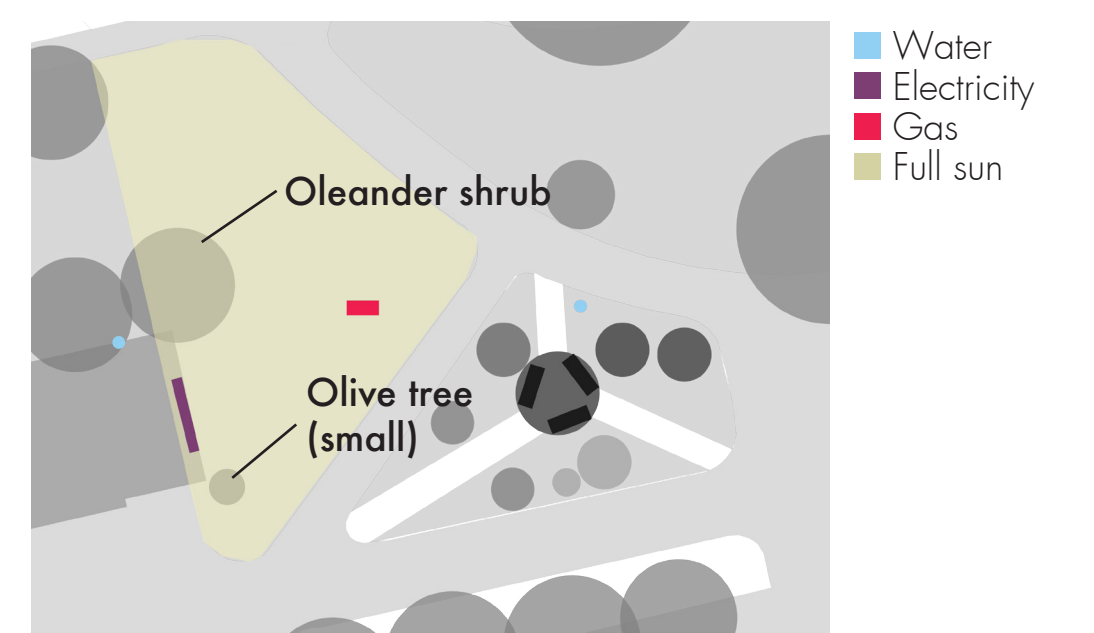 Water
Electricity
Gas
Full sun
Oleander shrub
Olive tree
(small)